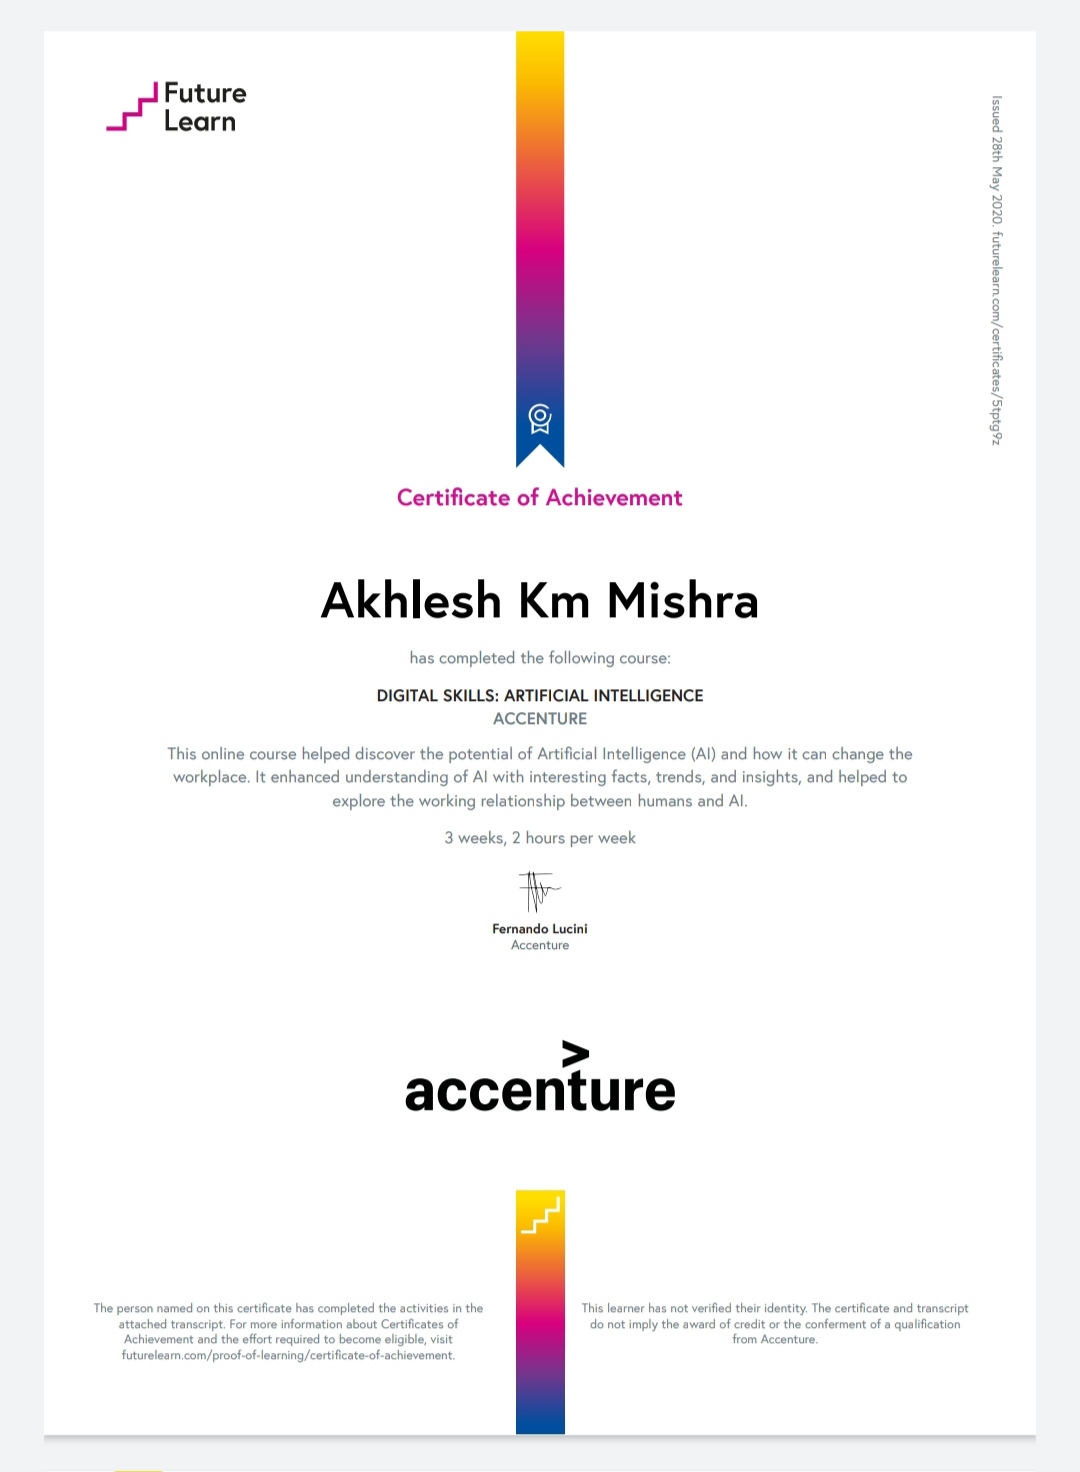 Future
Learn
Issued 28th May 2020. futurelearn.com/certificates/5tptg9z
Certificate of Achievement
Akhlesh Km Mishra
has completed the following course:
DIGITAL SKILLS: ARTIFICIAL INTELLIGENCE
ACCENTURE
This online course helped discover the potential of Artificial Intelligence (AI) and how it can change the
workplace. It enhanced understanding of AI with interesting facts, trends, and insights, and helped to
explore the working relationship between humans and AI.
3 weeks, 2 hours per week
Fernando Lucini
Accenture
accenture
The person named on this certificate has completed the activities in the
attached transcript. For more information about Certificates of
Achievement and the effort required to become eligible, visit
futurelearn.com/proof-of-learning/certificate-of-achievement.
This learner has not verified their identity. The certificate and transcript
do not imply the award of credit or the conferment of a qualification
from Accenture.